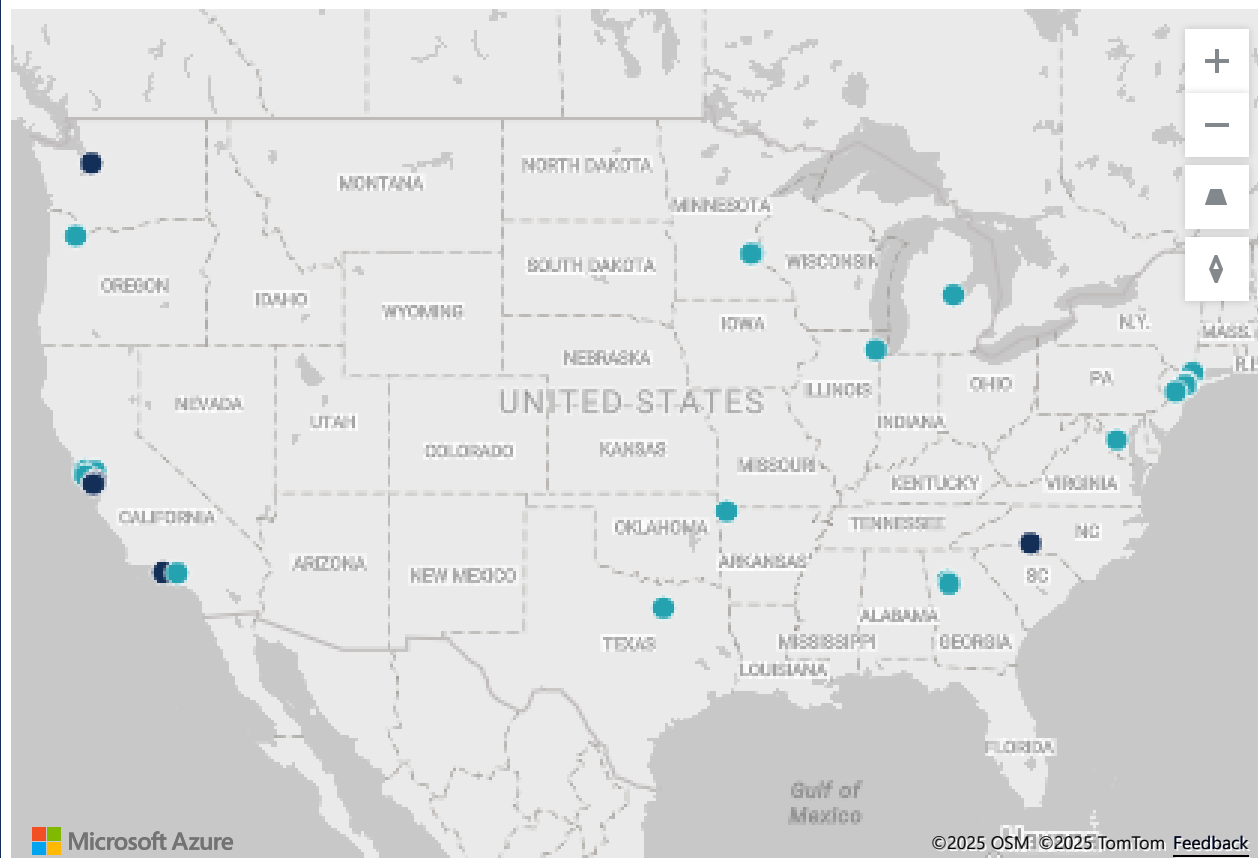 NORTH DAKOTA
MONTANA
MINNESOTA
WISCONSIN
SOUTH DAKOTA
OREGON
IDAHO
WYOMING
IOWA
N.Y.
MASS.
NEBRASKA
R.I.
PA
OHIO
ILLINOIS
NEVADA
UNITED STATES
UTAH
INDIANA
COLORADO
KANSAS
MISSOURI
KENTUCKY
VIRGINIA
CALIFORNIA
OKLAHOMA
TENNESSEE
NC
ARIZONA
NEW MEXICO
ARKANSAS
SC
ALABAMA
TEXAS
MISSISSIPPI
GEORGIA
LOUISIANA
FLORIDA
Gulf of
Mexico
Microsoft Azure
©2025 OSM ©2025 TomTom Feedback